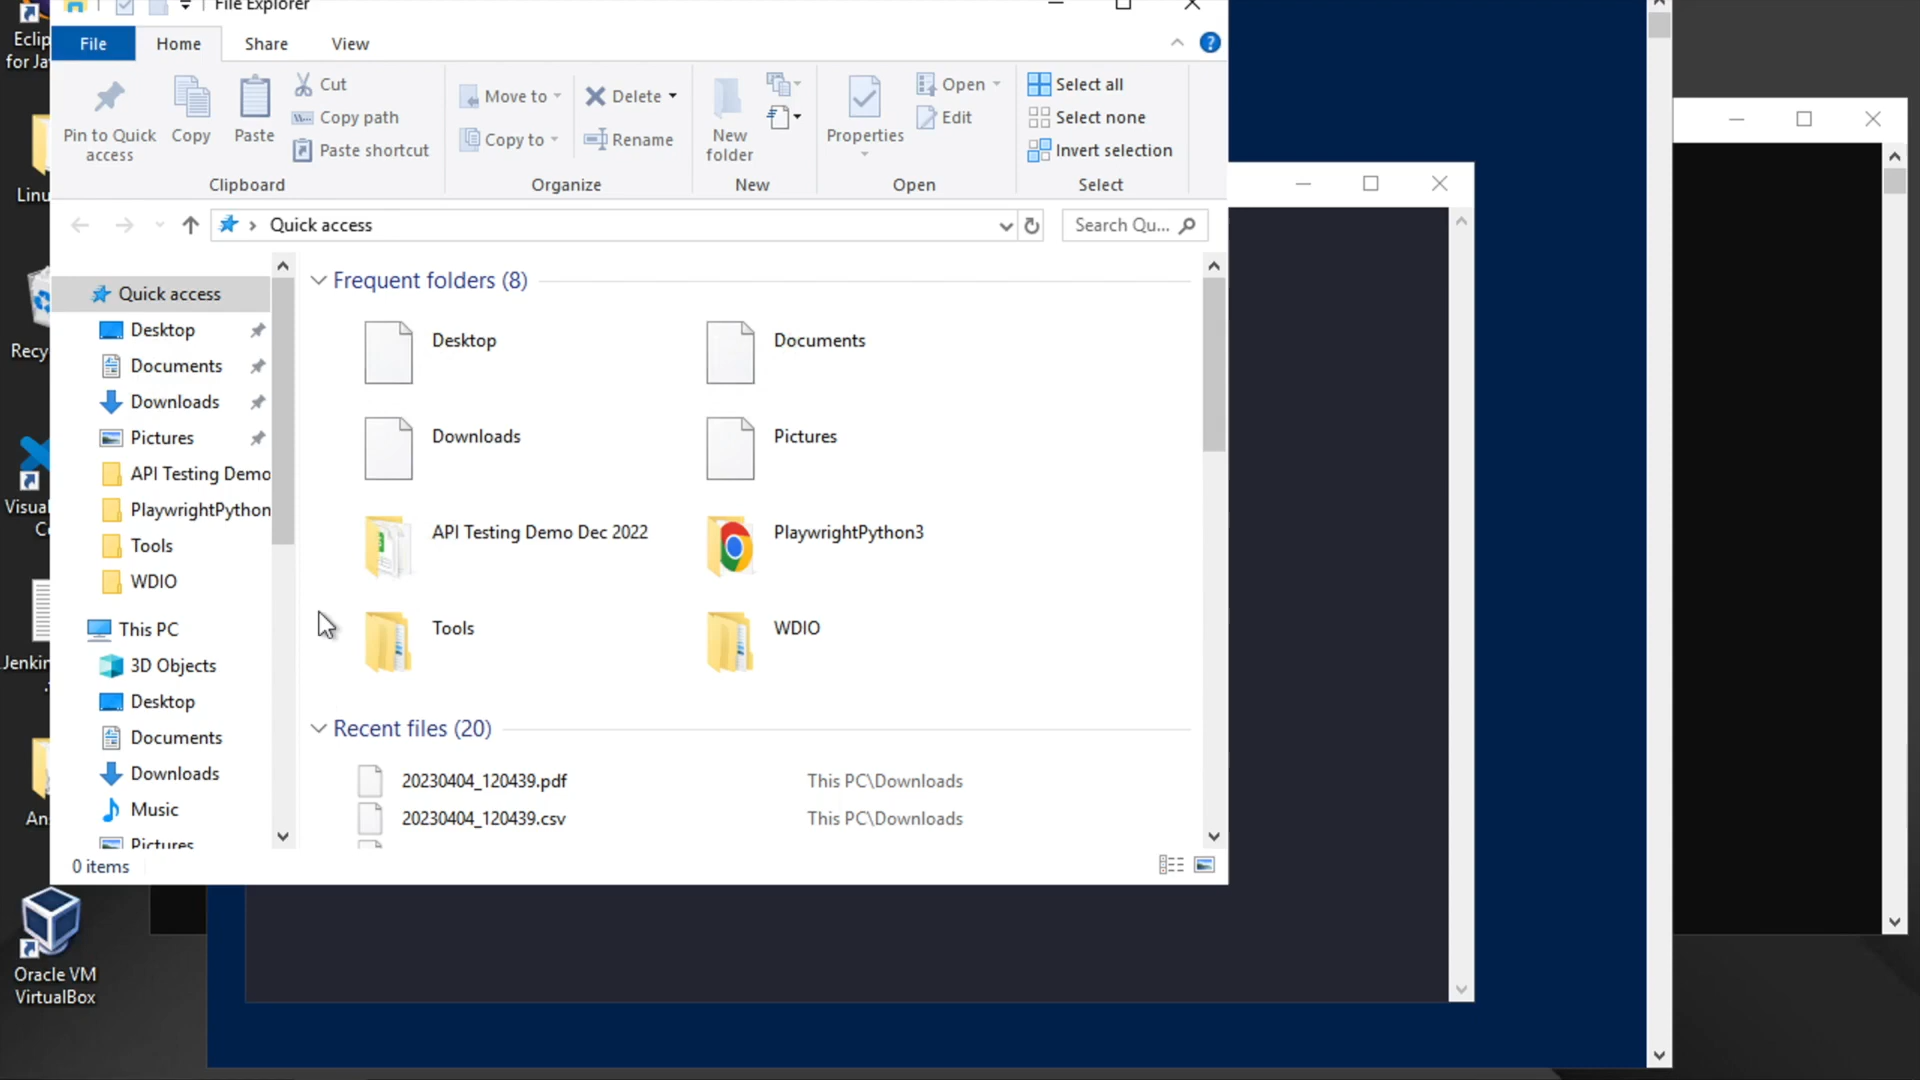 File Explorer
File
Home
Share
View
Pin to Quick access
Copy
Paste
Cut
Copy path
Paste shortcut
Clipboard
Move to
Copy to
Delete
Rename
Organize
New folder
New
Properties
Open
Edit
Open
Select all
Select none
Invert selection
Select
Quick access
Search Qu...
Quick access
Desktop
Documents
Downloads
Pictures
API Testing Demo
PlaywrightPython
Tools
WDIO
This PC
3D Objects
Desktop
Documents
Downloads
Music
Pictures
Frequent folders (8)
Desktop
Documents
Downloads
Pictures
API Testing Demo Dec 2022
PlaywrightPython3
Tools
WDIO
Recent files (20)
20230404_120439.pdf
This PC\Downloads
20230404_120439.csv
This PC\Downloads
0 items
Eclip
for Ja
Linu
Recy
Visua
C
Jenkin
An
Oracle VM
VirtualBox